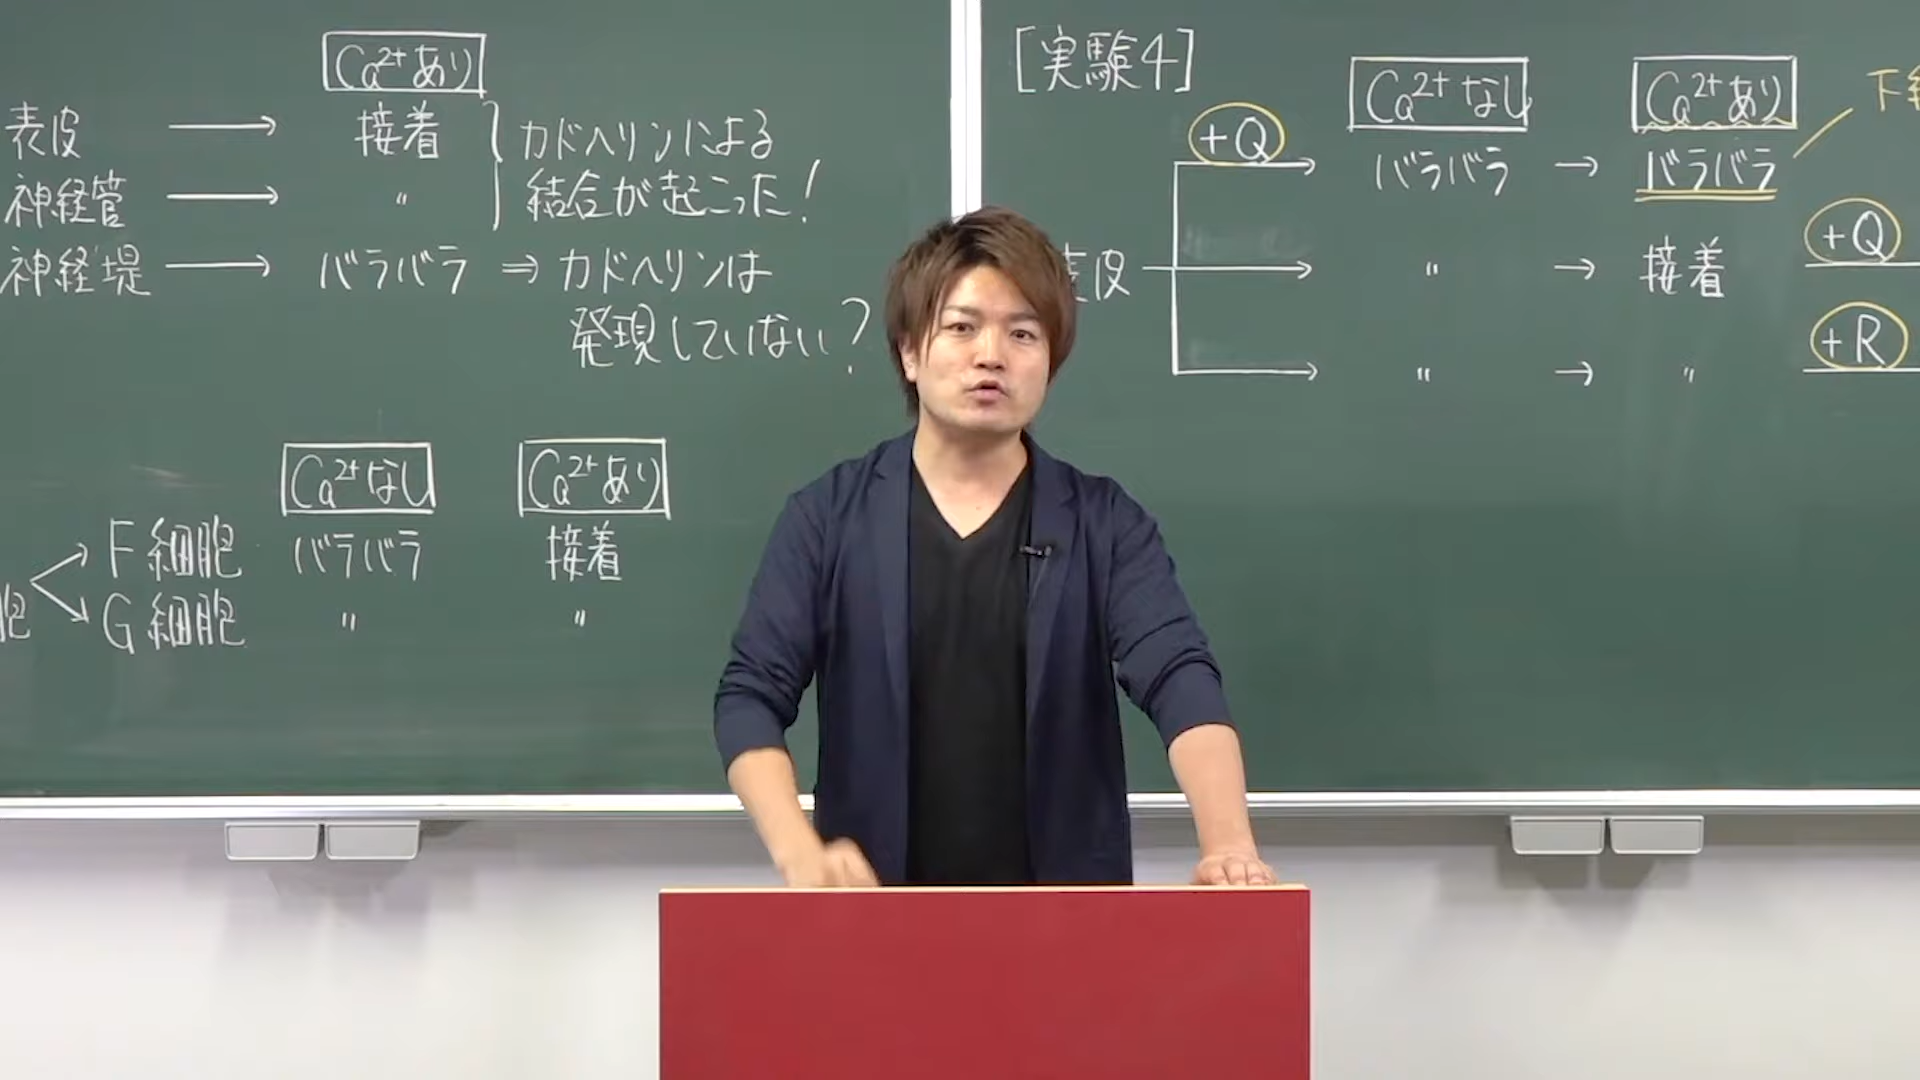 Ca²⁺あり
表皮 → 接着
神経管 → 〃
カドヘリンによる
結合が起こった!
神経堤 → バラバラ ⇒ カドヘリンは
発現していない?
Ca²⁺なし Ca²⁺あり
F細胞 バラバラ 接着
胞
G細胞 〃 〃
[実験4]
Ca²⁺なし Ca²⁺あり
+Q → バラバラ → バラバラ
表皮 → 〃 → 接着 +Q
→ 〃 → 〃 +R